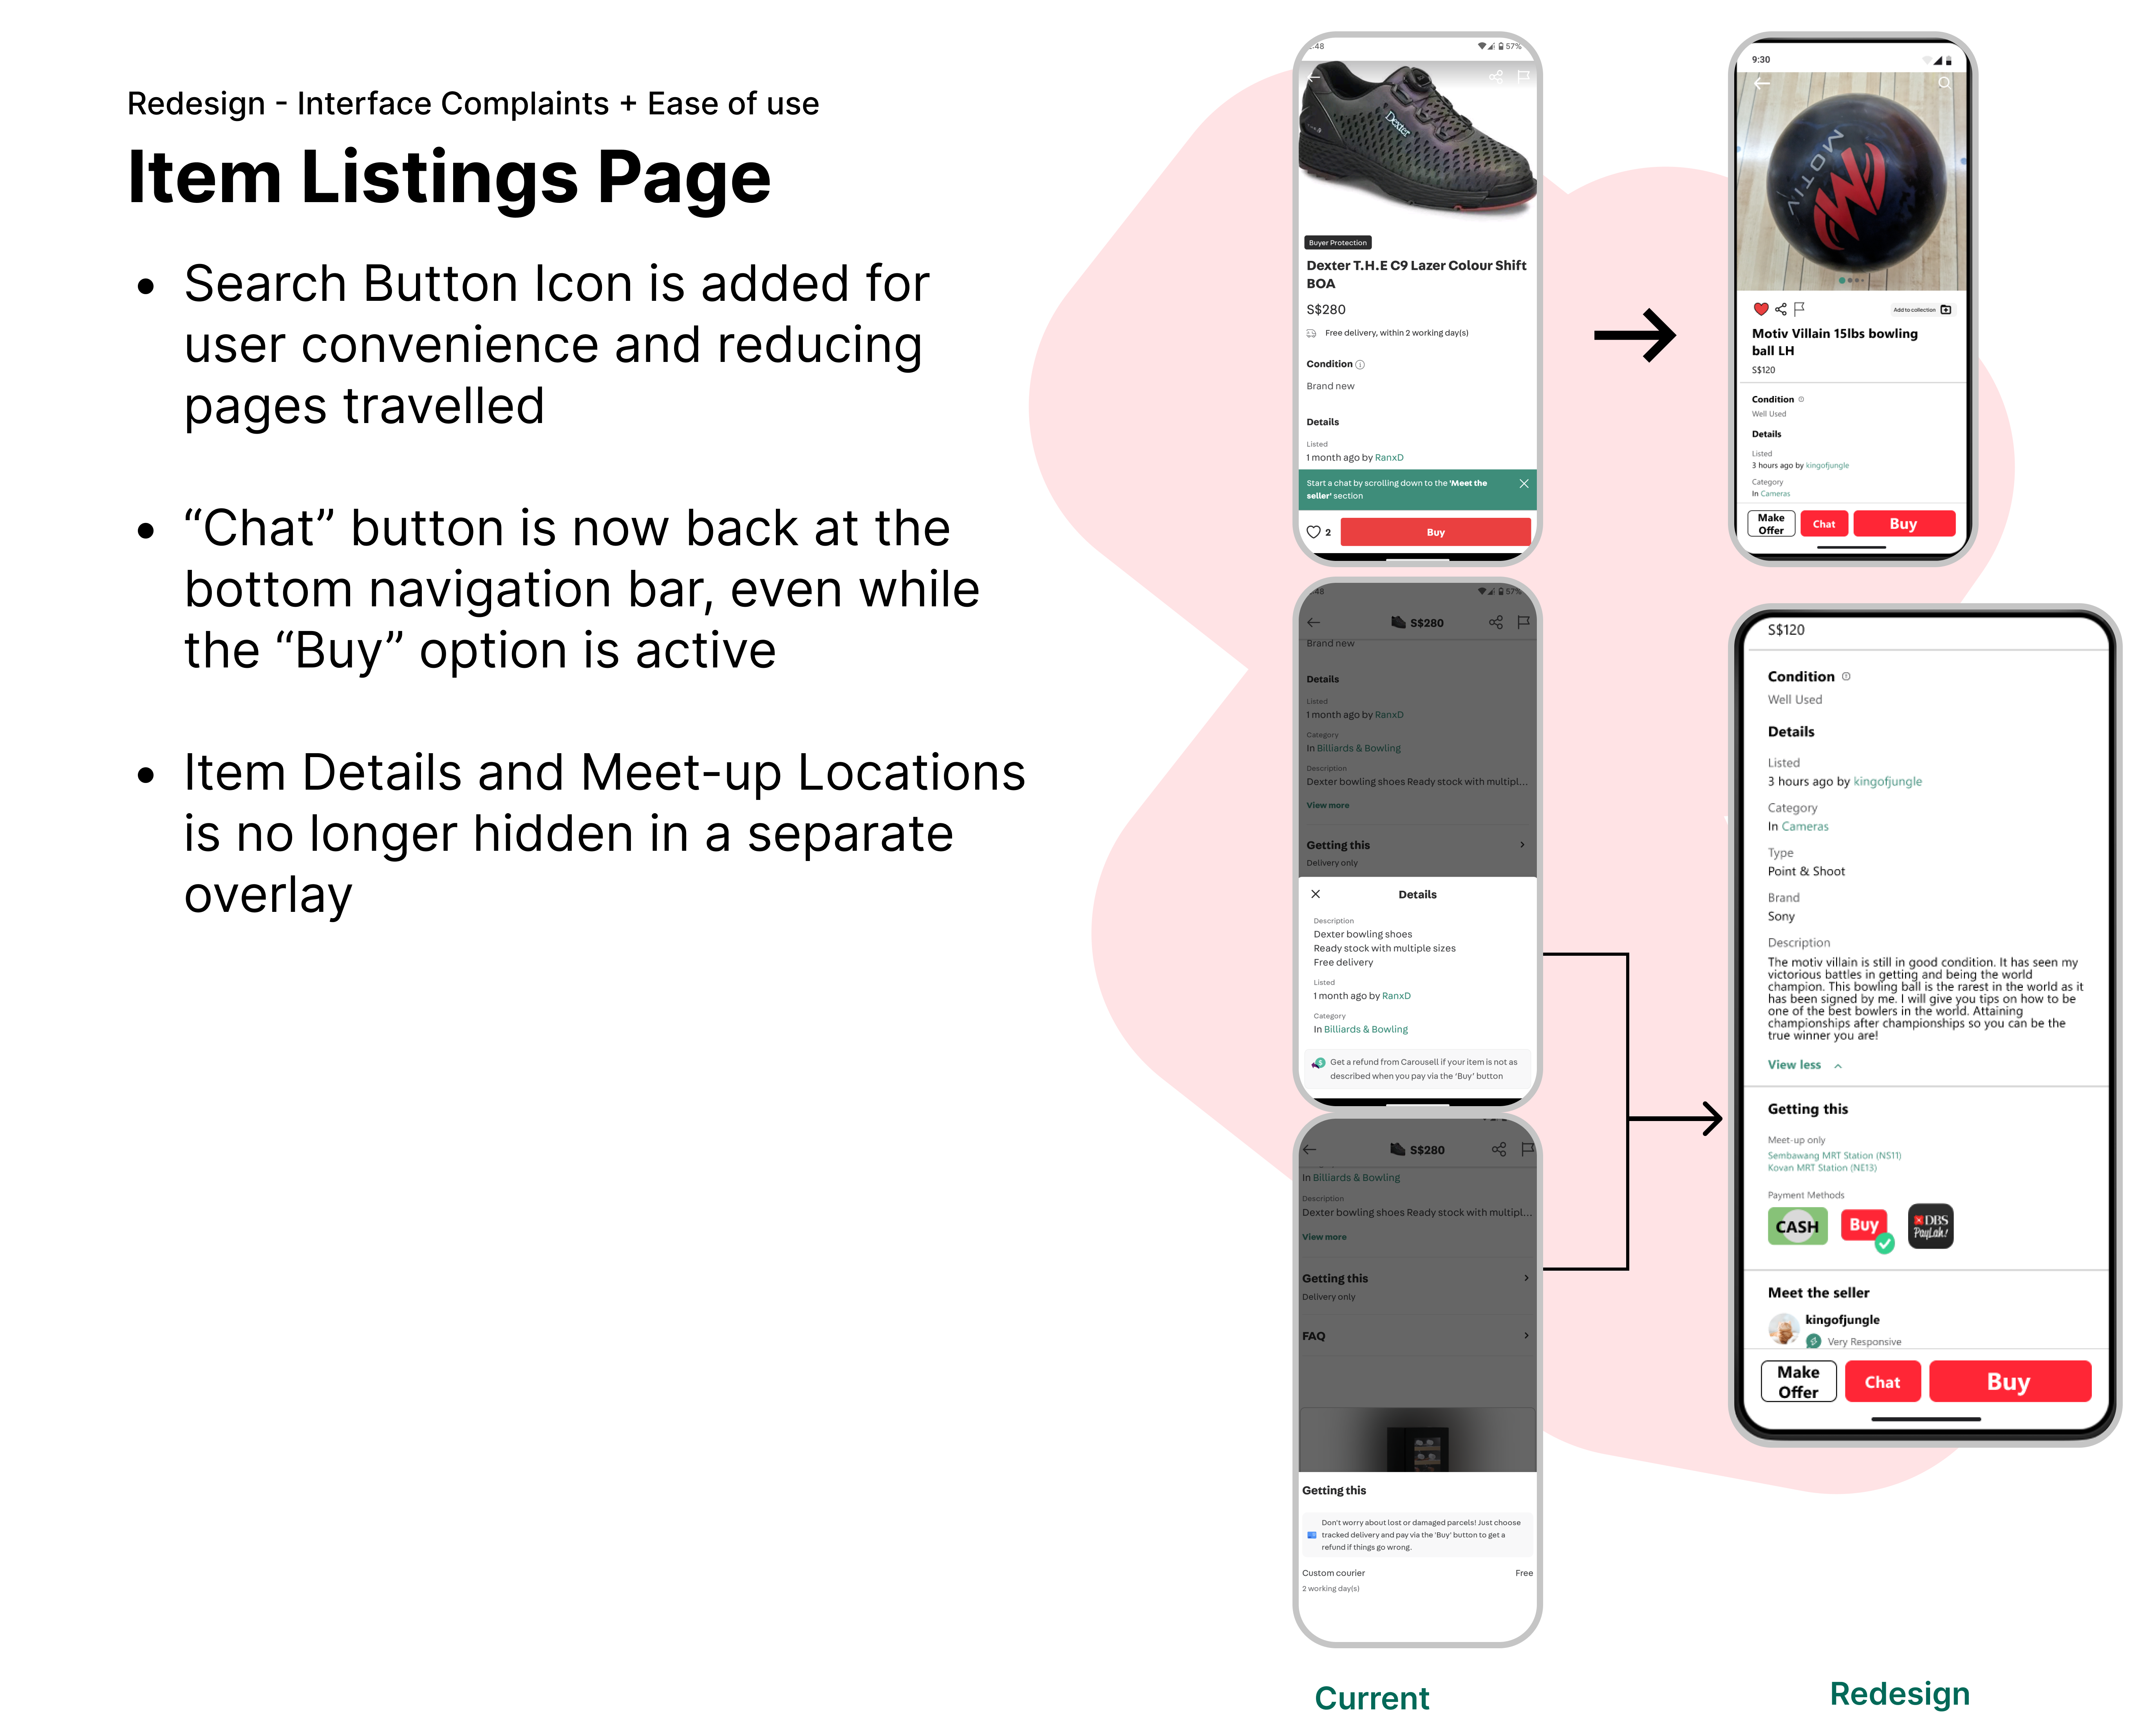 Redesign - Interface Complaints + Ease of use
Item Listings Page
• Search Button Icon is added for
user convenience and reducing
pages travelled
• “Chat” button is now back at the
bottom navigation bar, even while
the “Buy” option is active
• Item Details and Meet-up Locations
is no longer hidden in a separate
overlay
:48
57%
Dexter
Buyer Protection
Dexter T.H.E C9 Lazer Colour Shift
BOA
S$280
Free delivery, within 2 working day(s)
Condition
Brand new
Details
Listed
1 month ago by RanxD
Start a chat by scrolling down to the 'Meet the
seller' section
2
Buy
:48
57%
S$280
Brand new
Details
Listed
1 month ago by RanxD
Category
In Billiards & Bowling
Description
Dexter bowling shoes Ready stock with multipl...
View more
Getting this
Delivery only
Details
Description
Dexter bowling shoes
Ready stock with multiple sizes
Free delivery
Listed
1 month ago by RanxD
Category
In Billiards & Bowling
Get a refund from Carousell if your item is not as
described when you pay via the 'Buy' button
S$280
In Billiards & Bowling
Description
Dexter bowling shoes Ready stock with multipl...
View more
Getting this
Delivery only
FAQ
Getting this
Don't worry about lost or damaged parcels! Just choose
tracked delivery and pay via the 'Buy' button to get a
refund if things go wrong.
Custom courier Free
2 working day(s)
Current
9:30
MOTIV
Add to collection
Motiv Villain 15lbs bowling
ball LH
S$120
Condition
Well Used
Details
Listed
3 hours ago by kingofjungle
Category
In Cameras
Make
Offer
Chat
Buy
S$120
Condition
Well Used
Details
Listed
3 hours ago by kingofjungle
Category
In Cameras
Type
Point & Shoot
Brand
Sony
Description
The motiv villain is still in good condition. It has seen my
victorious battles in getting and being the world
champion. This bowling ball is the rarest in the world as it
has been signed by me. I will give you tips on how to be
one of the best bowlers in the world. Attaining
championships after championships so you can be the
true winner you are!
View less
Getting this
Meet-up only
Sembawang MRT Station (NS11)
Kovan MRT Station (NE13)
Payment Methods
CASH
Buy
DBS
PayLah!
Meet the seller
kingofjungle
Very Responsive
Make
Offer
Chat
Buy
Redesign